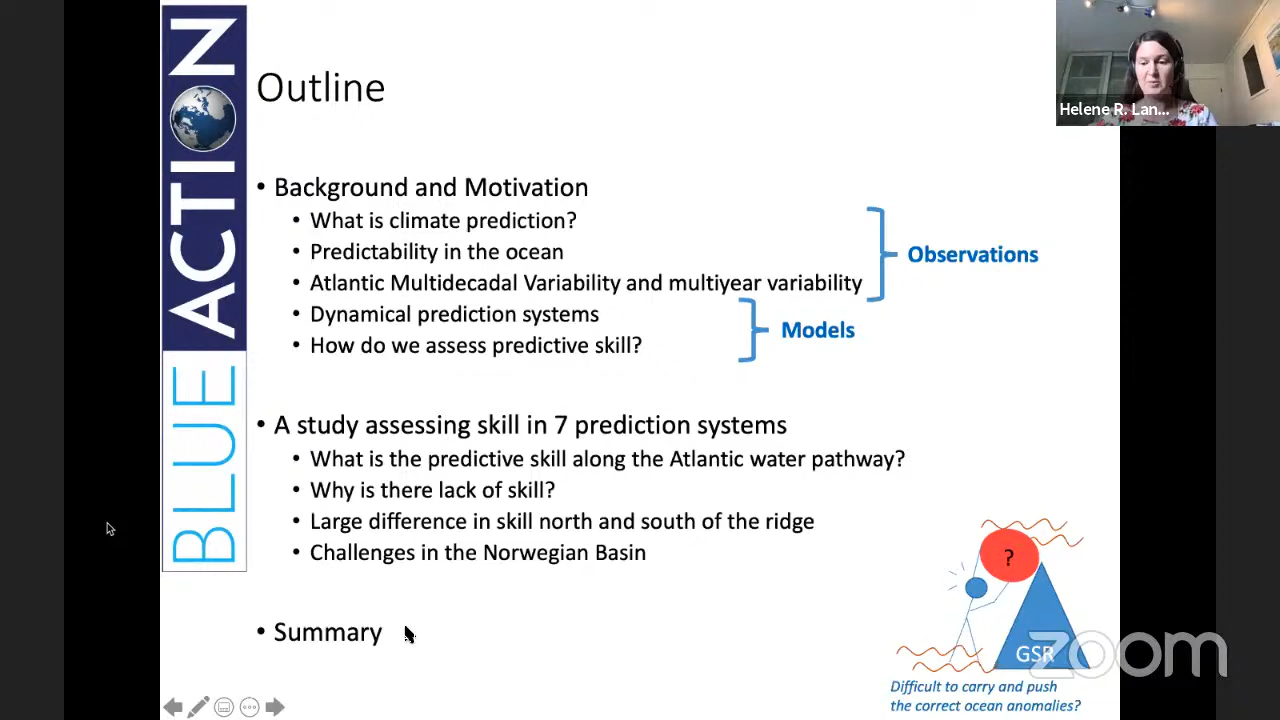 BLUE ACTION
Helene R. Lan...
Outline
• Background and Motivation
• What is climate prediction?
• Predictability in the ocean
• Atlantic Multidecadal Variability and multiyear variability
Observations
• Dynamical prediction systems
• How do we assess predictive skill?
Models
• A study assessing skill in 7 prediction systems
• What is the predictive skill along the Atlantic water pathway?
• Why is there lack of skill?
• Large difference in skill north and south of the ridge
• Challenges in the Norwegian Basin
• Summary
?
GSR
zoom
Difficult to carry and push
the correct ocean anomalies?